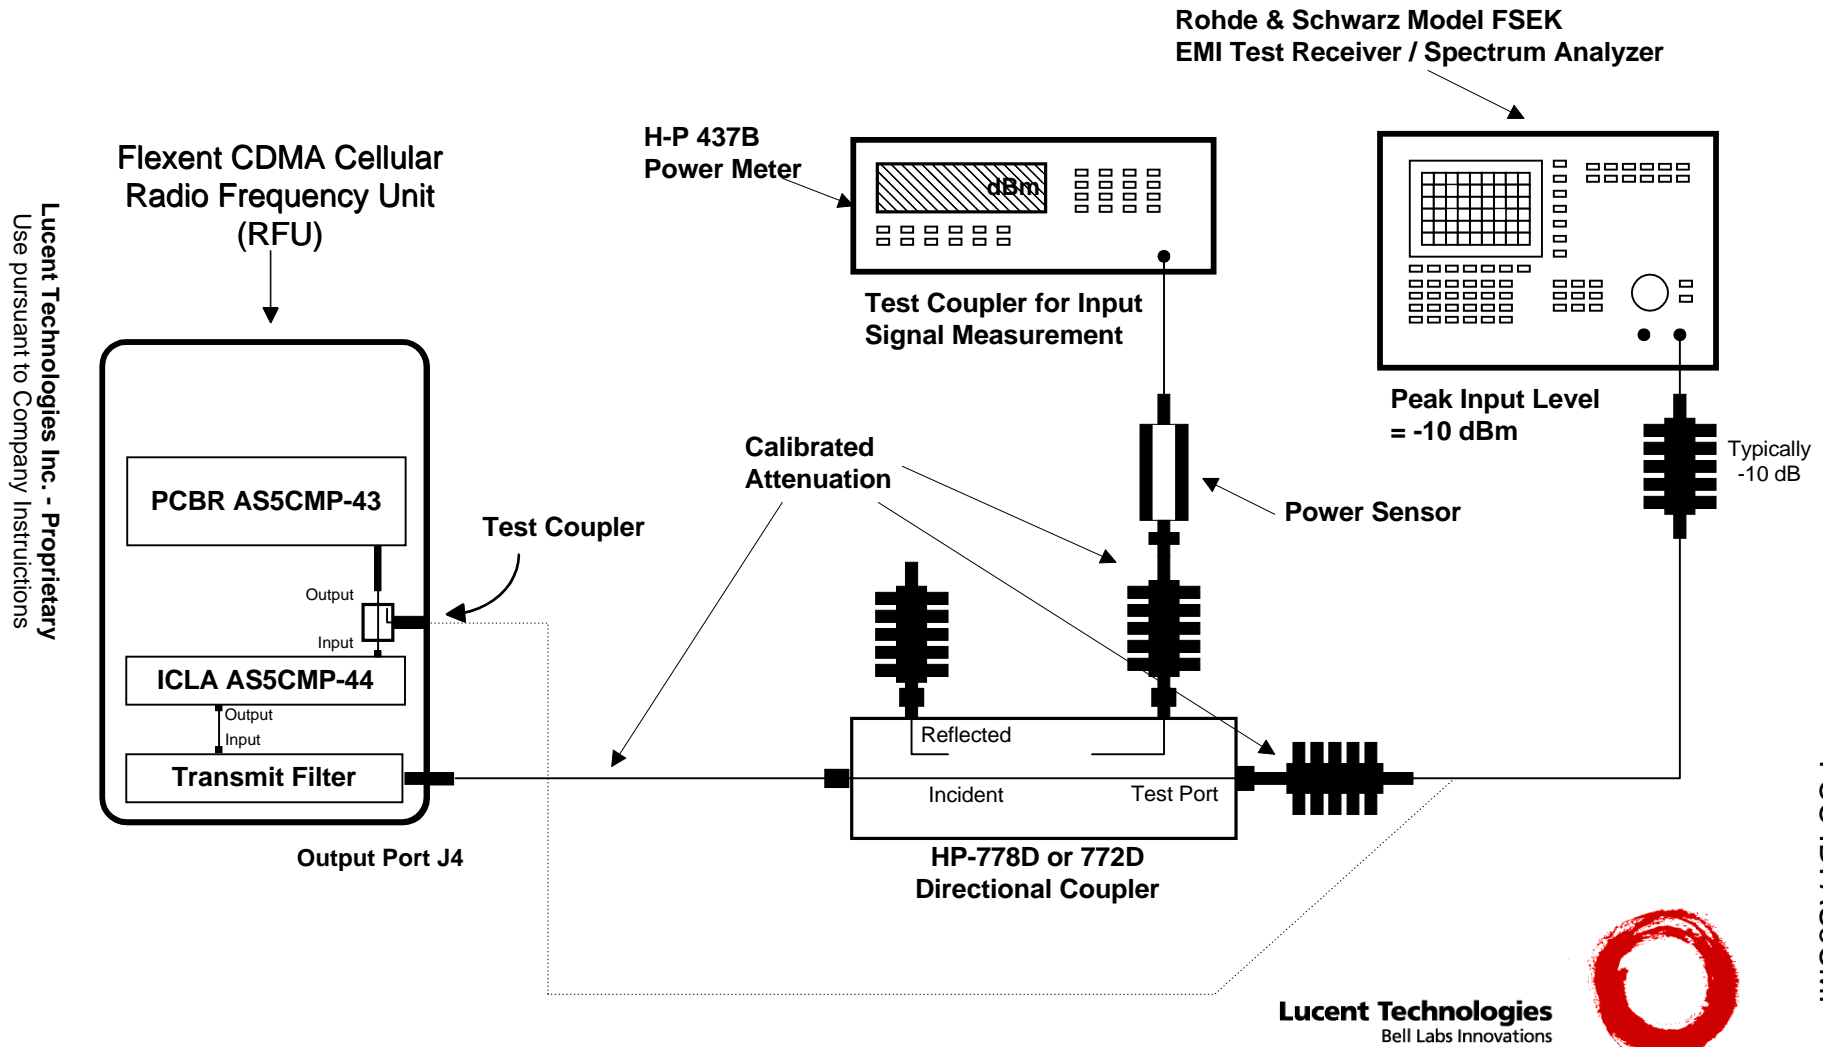 Rohde & Schwarz Model FSEK
EMI Test Receiver / Spectrum Analyzer
H-P 437B
Power Meter
dBm
Flexent CDMA Cellular
Radio Frequency Unit
(RFU)
Lucent Technologies Inc. - Proprietary
Use pursuant to Company Instruictions
Test Coupler for Input
Signal Measurement
Peak Input Level
= -10 dBm
Typically
-10 dB
Calibrated
Attenuation
Power Sensor
PCBR AS5CMP-43
Test Coupler
Output
Input
ICLA AS5CMP-44
Output
Input
Transmit Filter
Reflected
Incident
Test Port
Output Port J4
HP-778D or 772D
Directional Coupler
Lucent Technologies
Bell Labs Innovations